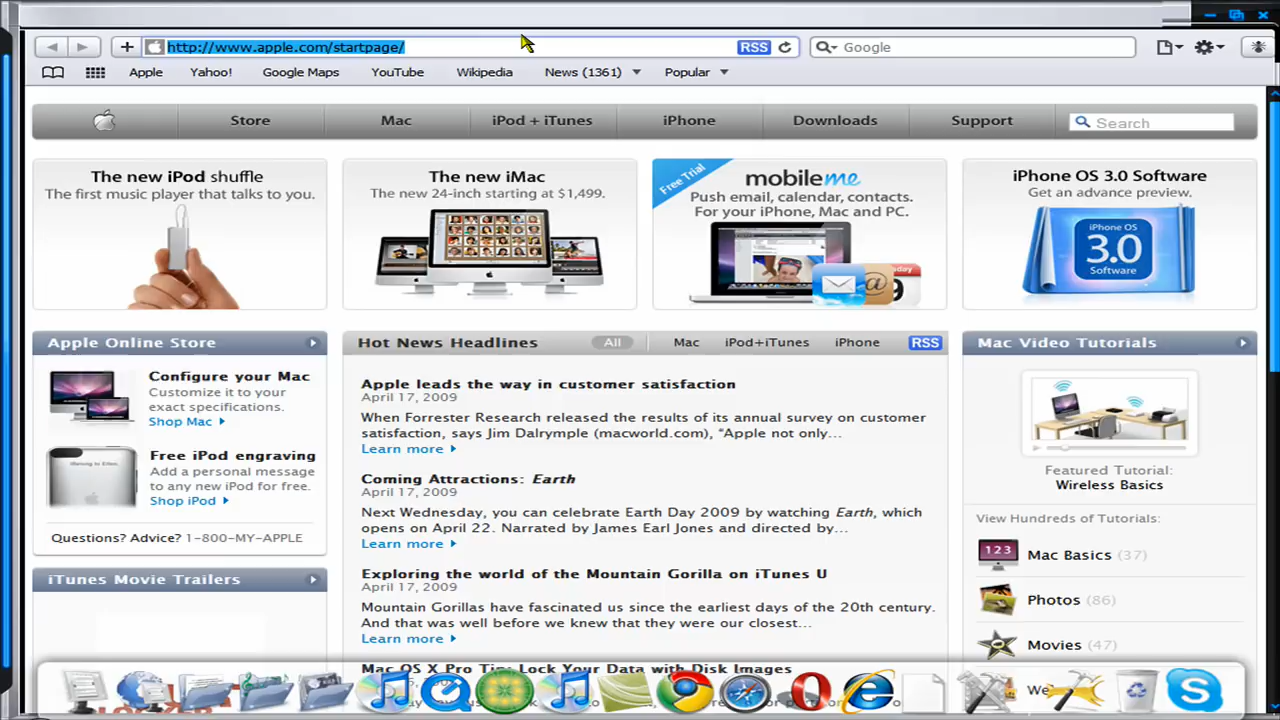 http://www.apple.com/startpage/
RSS
Google
Apple
Yahoo!
Google Maps
YouTube
Wikipedia
News (1361)
Popular
Store
Mac
iPod + iTunes
iPhone
Downloads
Support
Search
The new iPod shuffle
The first music player that talks to you.
The new iMac
The new 24-inch starting at $1,499.
Free Trial
mobileme
Push email, calendar, contacts.
For your iPhone, Mac and PC.
iPhone OS 3.0 Software
Get an advance preview.
iPhone OS
3.0
Software
Apple Online Store
Configure your Mac
Customize it to your
exact specifications.
Shop Mac
Free iPod engraving
Add a personal message
to any new iPod for free.
Shop iPod
Questions? Advice? 1-800-MY-APPLE
iTunes Movie Trailers
Hot News Headlines
All
Mac
iPod+iTunes
iPhone
RSS
Apple leads the way in customer satisfaction
April 17, 2009
When Forrester Research released the results of its annual survey on customer
satisfaction, says Jim Dalrymple (macworld.com), “Apple not only...
Learn more
Coming Attractions: Earth
April 17, 2009
Next Wednesday, you can celebrate Earth Day 2009 by watching Earth, which
opens on April 22. Narrated by James Earl Jones and directed by...
Learn more
Exploring the world of the Mountain Gorilla on iTunes U
April 17, 2009
Mountain Gorillas have fascinated us since the earliest days of the 20th century.
And that was well before we knew that they were our closest...
Learn more
Mac OS X Pro Tip: Lock Your Data with Disk Images
Mac Video Tutorials
Featured Tutorial:
Wireless Basics
View Hundreds of Tutorials:
123
Mac Basics (37)
Photos (86)
Movies (47)